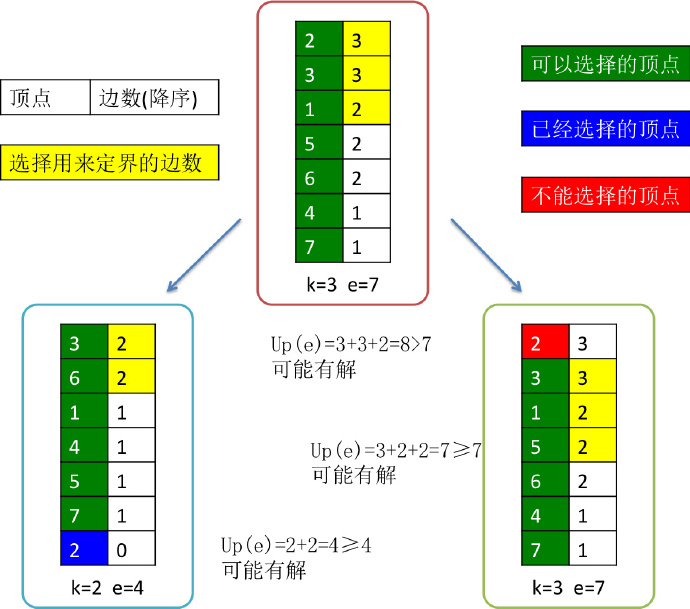 顶点 边数(降序)
选择用来定界的边数
2 3
3 3
1 2
5 2
6 2
4 1
7 1
k=3 e=7
可以选择的顶点
已经选择的顶点
不能选择的顶点
Up(e)=3+3+2=8>7
可能有解
Up(e)=3+2+2=7≥7
可能有解
Up(e)=2+2=4≥4
可能有解
3 2
6 2
1 1
4 1
5 1
7 1
2 0
k=2 e=4
2 3
3 3
1 2
5 2
6 2
4 1
7 1
k=3 e=7